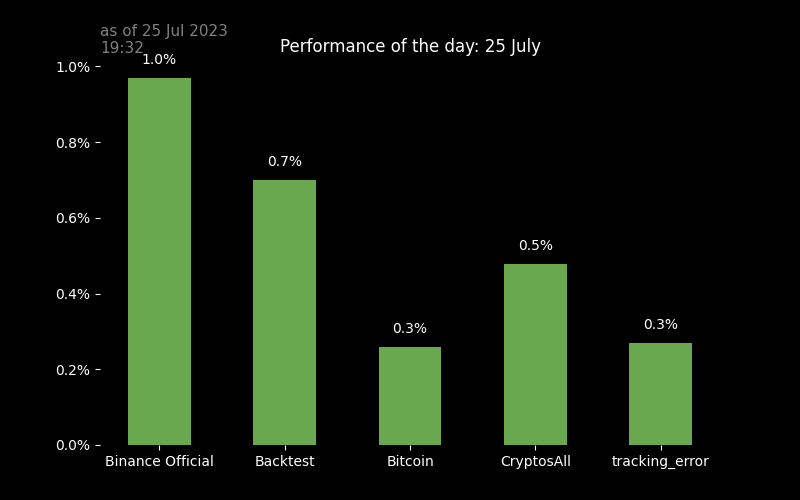 as of 25 Jul 2023
19:32
Performance of the day: 25 July
1.0%
0.8%
0.6%
0.4%
0.2%
0.0%
1.0%
0.7%
0.3%
0.5%
0.3%
Binance Official
Backtest
Bitcoin
CryptosAll
tracking_error